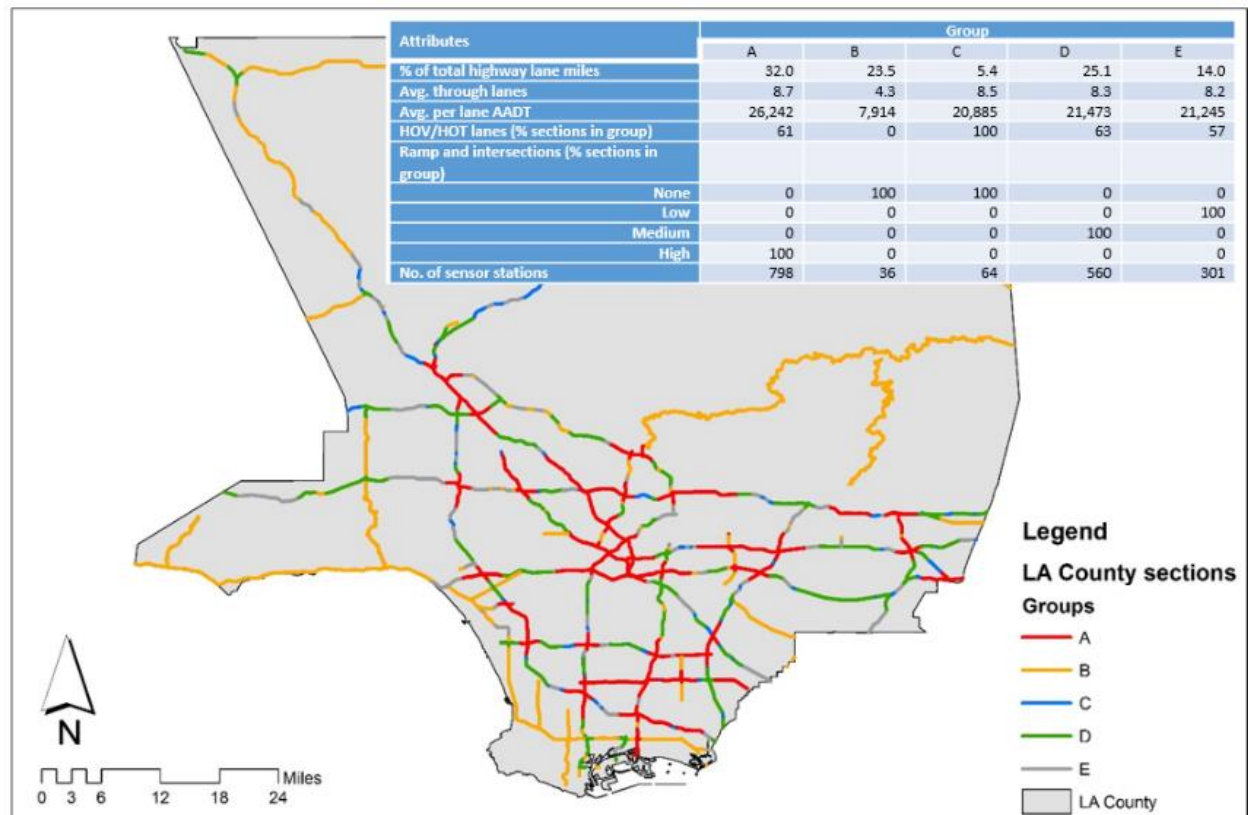 Attributes Group
A B C D E
% of total highway lane miles 32.0 23.5 5.4 25.1 14.0
Avg. through lanes 8.7 4.3 8.5 8.3 8.2
Avg. per lane AADT 26,242 7,914 20,885 21,473 21,245
HOV/HOT lanes (% sections in group) 61 0 100 63 57
Ramp and intersections (% sections in
group)
None 0 100 100 0 0
Low 0 0 0 0 100
Medium 0 0 0 100 0
High 100 0 0 0 0
No. of sensor stations 798 36 64 560 301
Legend
LA County sections
Groups
A
B
C
D
E
LA County
N
Miles
0 3 6 12 18 24